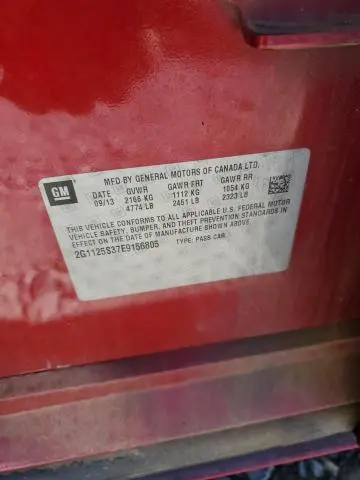 GM
MFD BY GENERAL MOTORS OF CANADA LTD.
DATE GVWR GAWR FRT GAWR RR
09/13 2166 KG 1112 KG 1054 KG
4774 LB 2451 LB 2323 LB
THIS VEHICLE CONFORMS TO ALL APPLICABLE U.S. FEDERAL MOTOR
VEHICLE SAFETY, BUMPER, AND THEFT PREVENTION STANDARDS IN
EFFECT ON THE DATE OF MANUFACTURE SHOWN ABOVE.
2G1125S37E9156805 TYPE: PASS CAR